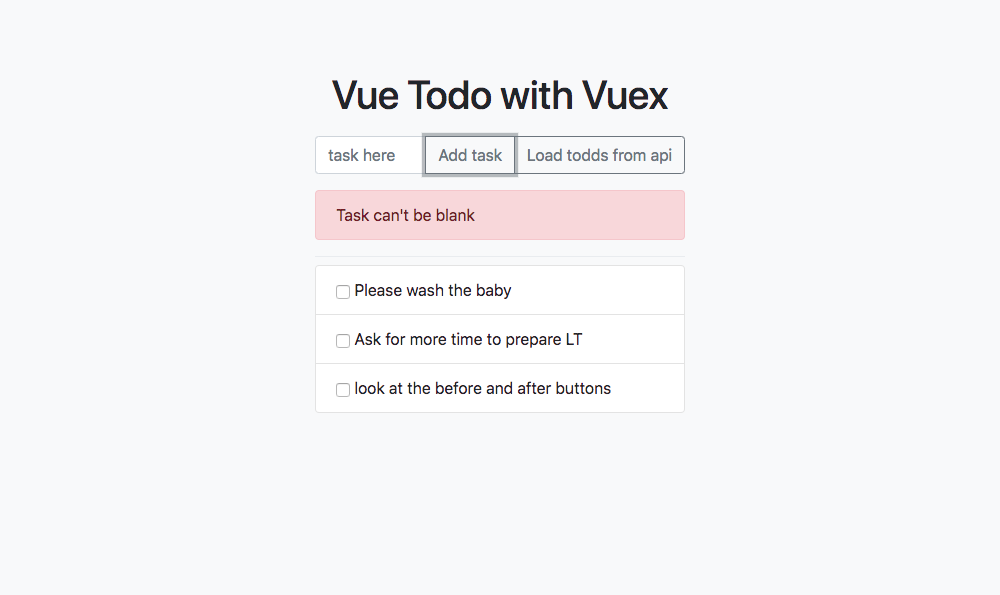 Vue Todo with Vuex
task here Add task Load todds from api
Task can't be blank
Please wash the baby
Ask for more time to prepare LT
look at the before and after buttons